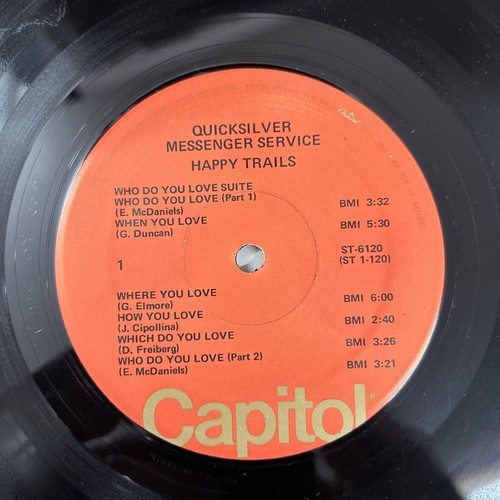 QUICKSILVER
MESSENGER SERVICE
HAPPY TRAILS
WHO DO YOU LOVE SUITE
WHO DO YOU LOVE (Part 1) BMI 3:32
(E. McDaniels)
WHEN YOU LOVE BMI 5:30
(G. Duncan)
ST-6120
1 (ST 1-120)
WHERE YOU LOVE BMI 6:00
(G. Elmore)
HOW YOU LOVE BMI 2:40
(J. Cipollina)
WHICH DO YOU LOVE BMI 3:26
(D. Freiberg)
WHO DO YOU LOVE (Part 2) BMI 3:21
(E. McDaniels)
Capitol